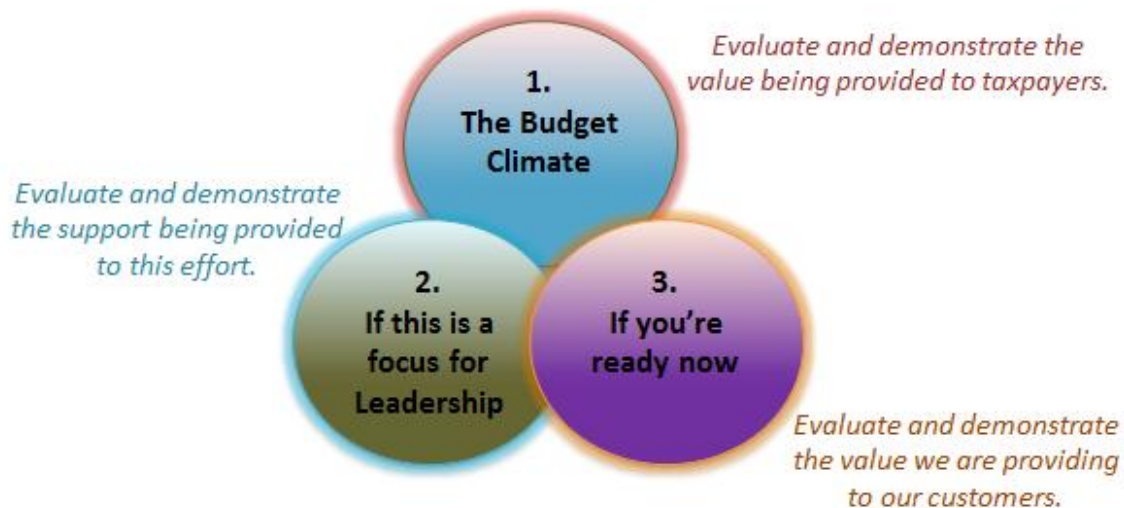 1.
The Budget
Climate
Evaluate and demonstrate the
value being provided to taxpayers.
Evaluate and demonstrate
the support being provided
to this effort.
2.
If this is a
focus for
Leadership
3.
If you’re
ready now
Evaluate and demonstrate
the value we are providing
to our customers.